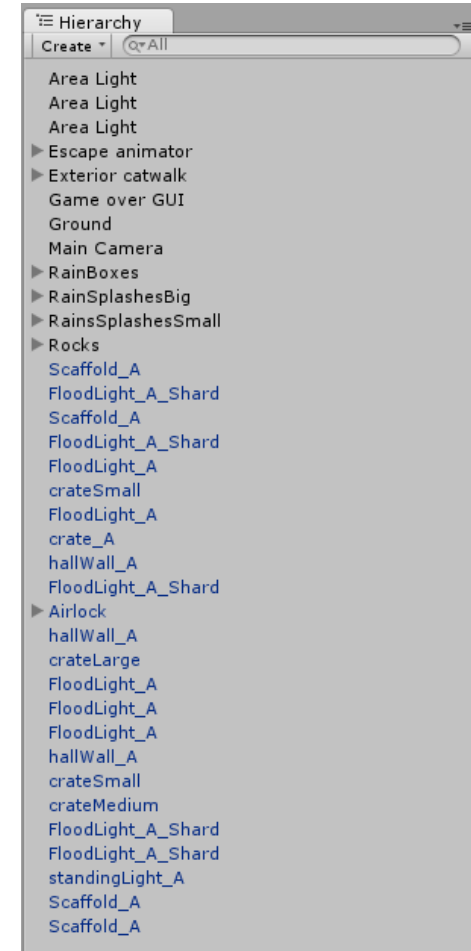 Hierarchy
Create All
Area Light
Area Light
Area Light
Escape animator
Exterior catwalk
Game over GUI
Ground
Main Camera
RainBoxes
RainSplashesBig
RainsSplashesSmall
Rocks
Scaffold_A
FloodLight_A_Shard
Scaffold_A
FloodLight_A_Shard
FloodLight_A
crateSmall
FloodLight_A
crate_A
hallWall_A
FloodLight_A_Shard
Airlock
hallWall_A
crateLarge
FloodLight_A
FloodLight_A
FloodLight_A
hallWall_A
crateSmall
crateMedium
FloodLight_A_Shard
FloodLight_A_Shard
standingLight_A
Scaffold_A
Scaffold_A